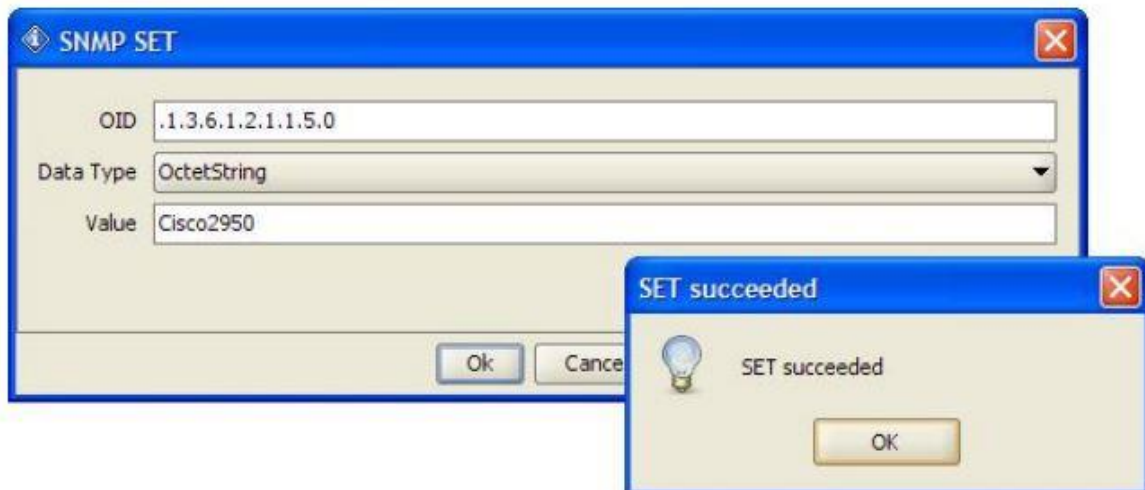 SNMP SET
OID .1.3.6.1.2.1.1.5.0
Data Type OctetString
Value Cisco2950
Ok Cance
SET succeeded
SET succeeded
OK